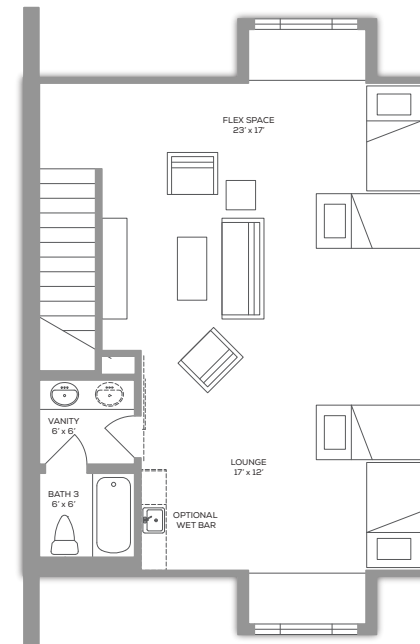 FLEX SPACE
23' x 17'
VANITY
6' x 6'
LOUNGE
17' x 12'
BATH 3
6' x 6'
OPTIONAL
WET BAR